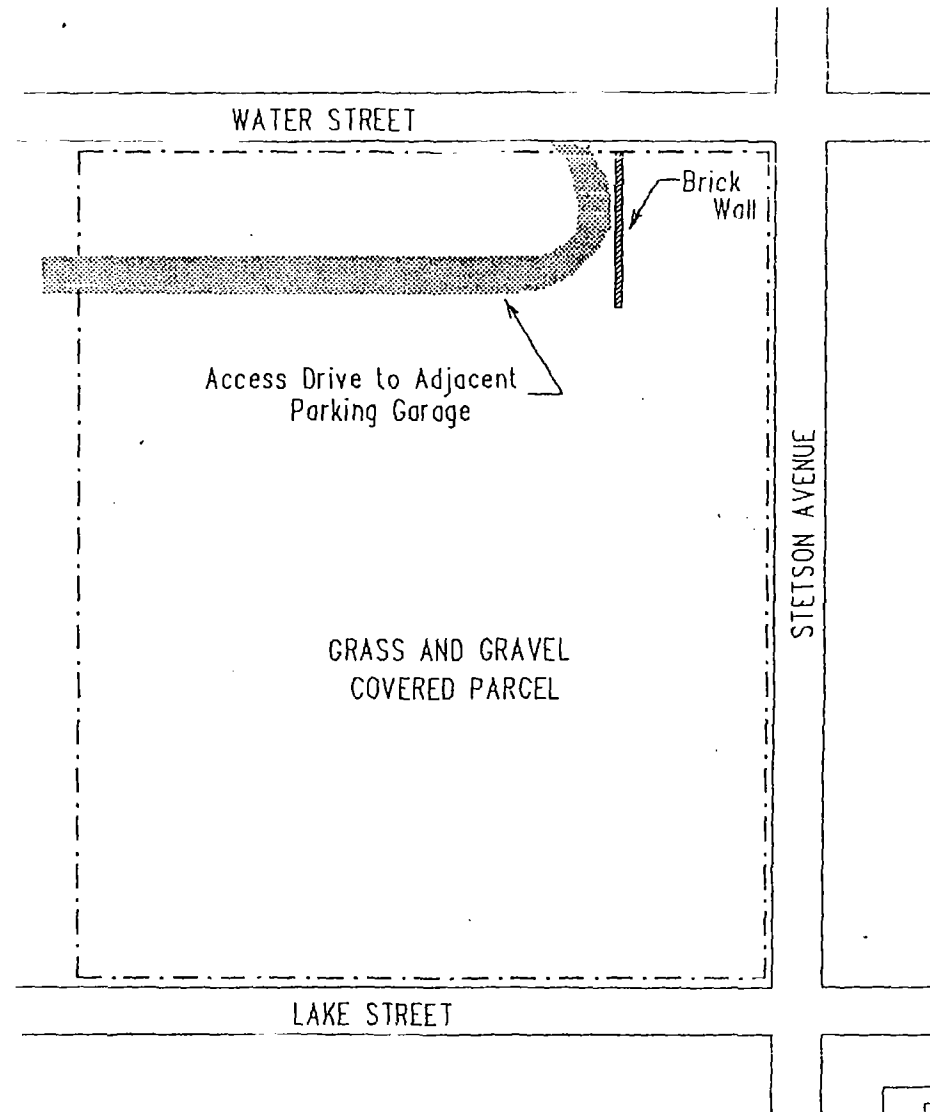 WATER STREET
Brick
Wall
Access Drive to Adjacent
Parking Garage
STETSON AVENUE
GRASS AND GRAVEL
COVERED PARCEL
LAKE STREET